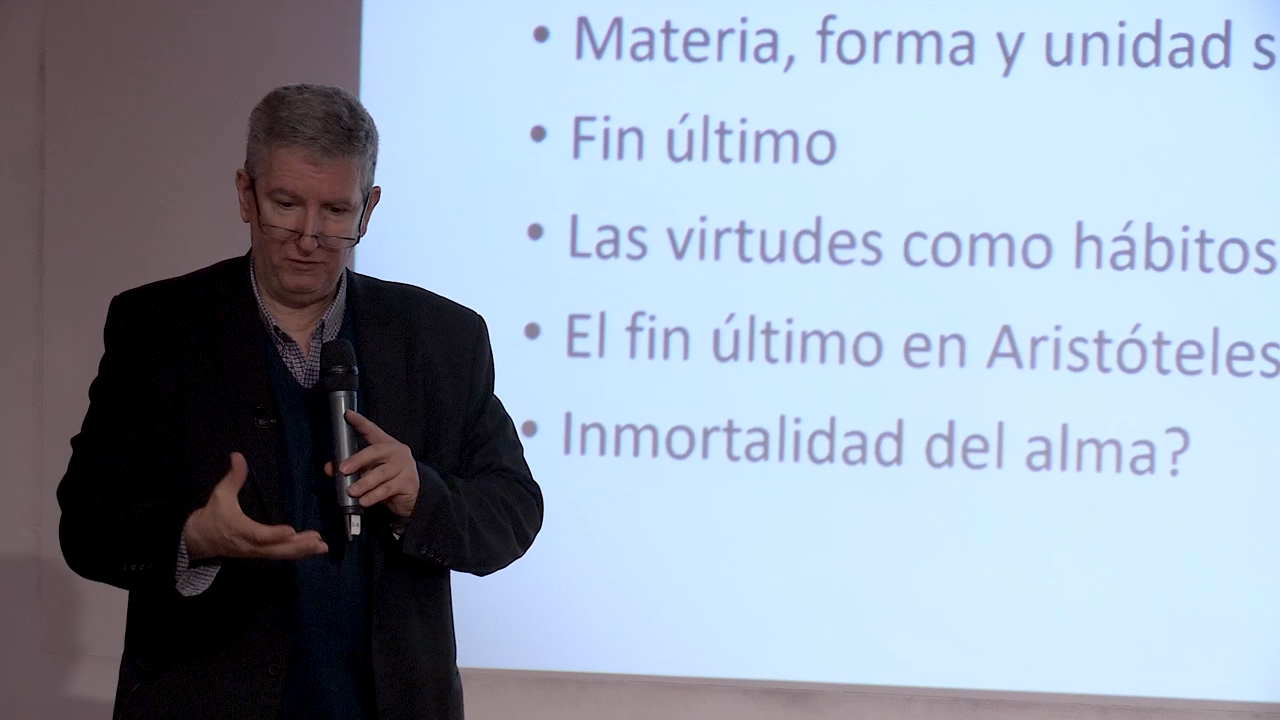 • Materia, forma y unidad s
• Fin último
• Las virtudes como hábitos
• El fin último en Aristóteles
• Inmortalidad del alma?